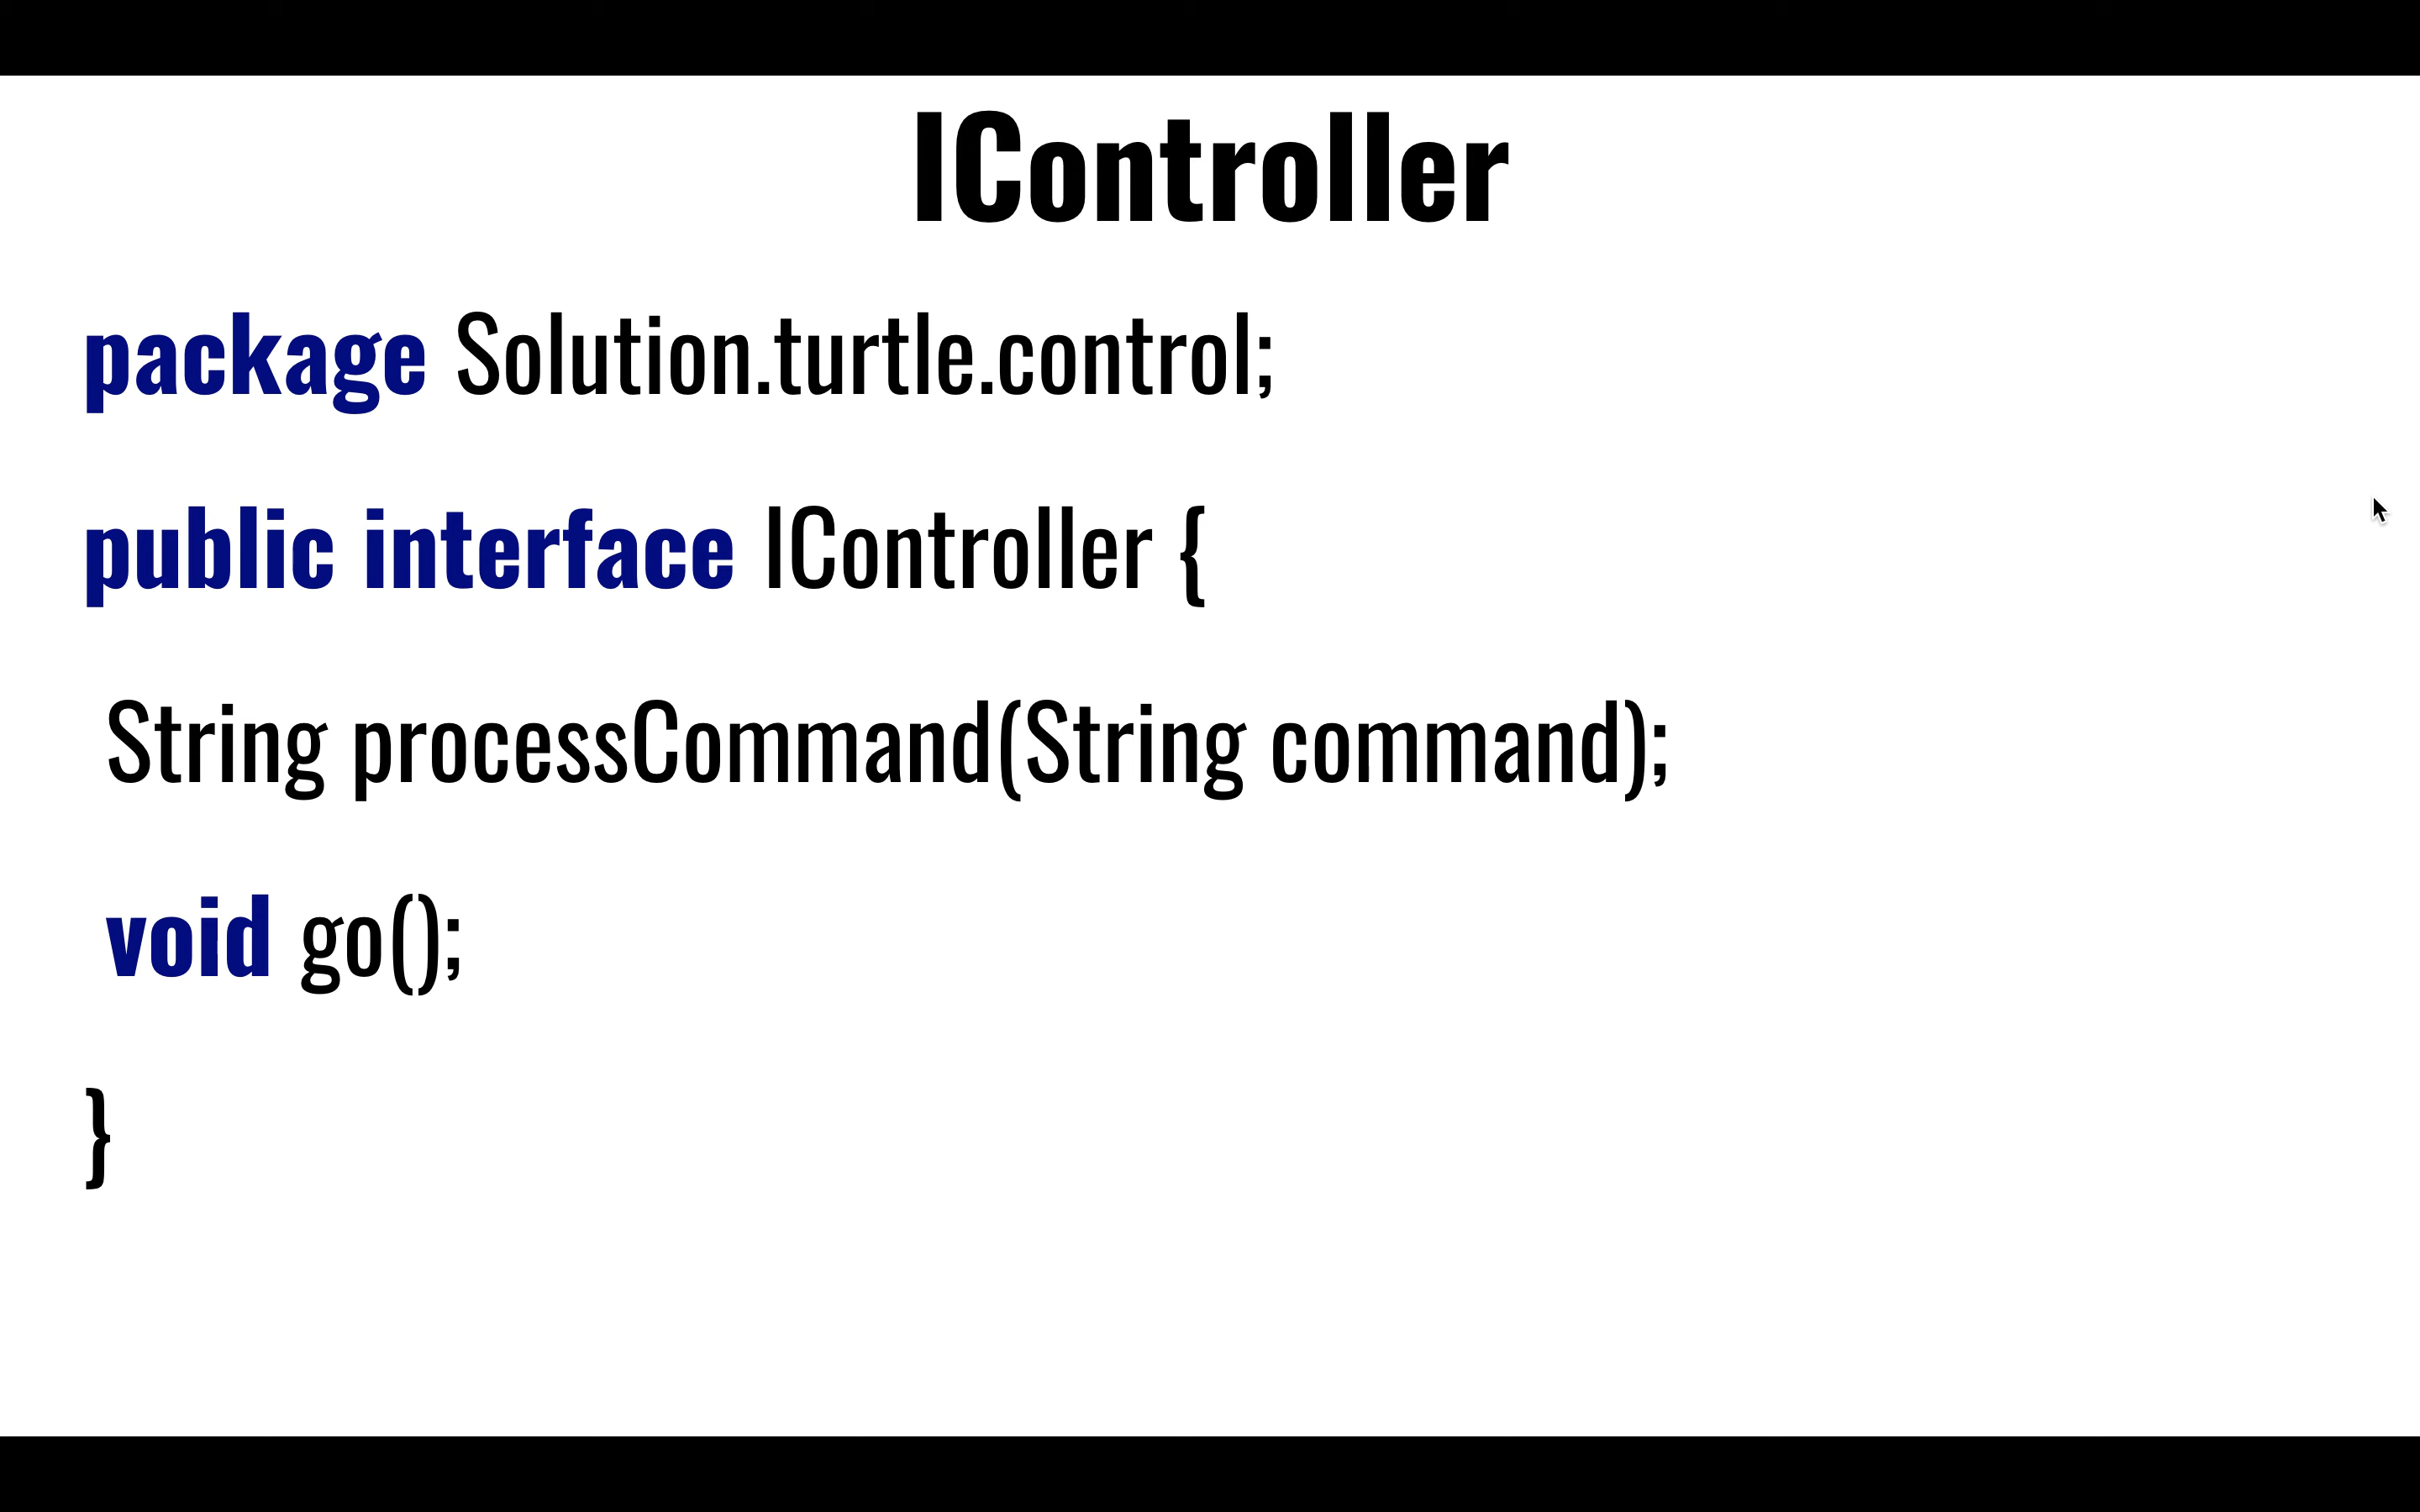 IController
package Solution.turtle.control;
public interface IController {
String processCommand(String command);
void go();
}